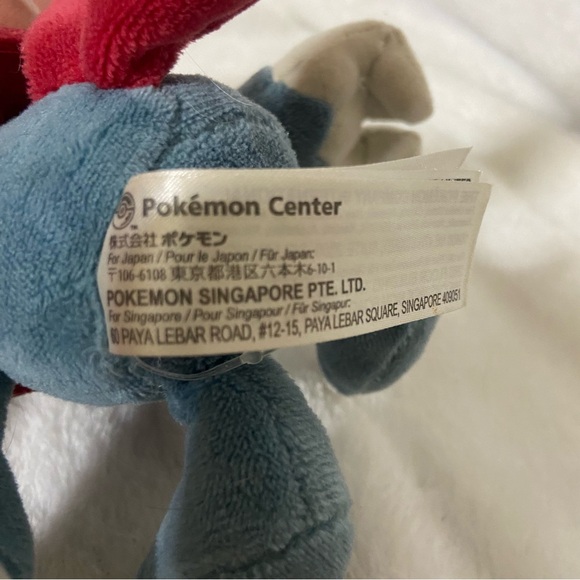 Pokémon Center
株式会社 ポケモン
For Japan / Pour le Japon / Für Japan:
〒106-6108 東京都港区六本木6-10-1
POKEMON SINGAPORE PTE. LTD.
For Singapore / Pour Singapour / Für Singapur:
60 PAYA LEBAR ROAD, #12-15, PAYA LEBAR SQUARE, SINGAPORE 409051